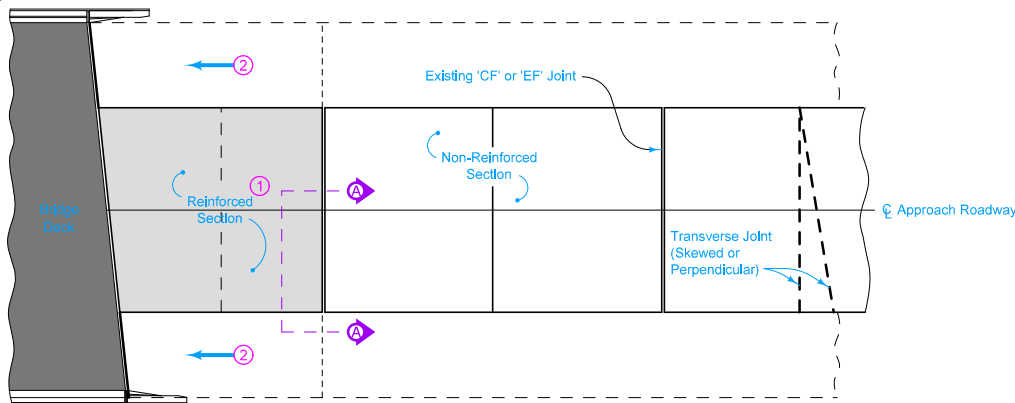 2
Existing 'CF' or 'EF' Joint
Non-Reinforced
Section
1
A
Reinforced
Section
Bridge
Deck
℄ Approach Roadway
Transverse Joint
(Skewed or
Perpendicular)
A
2